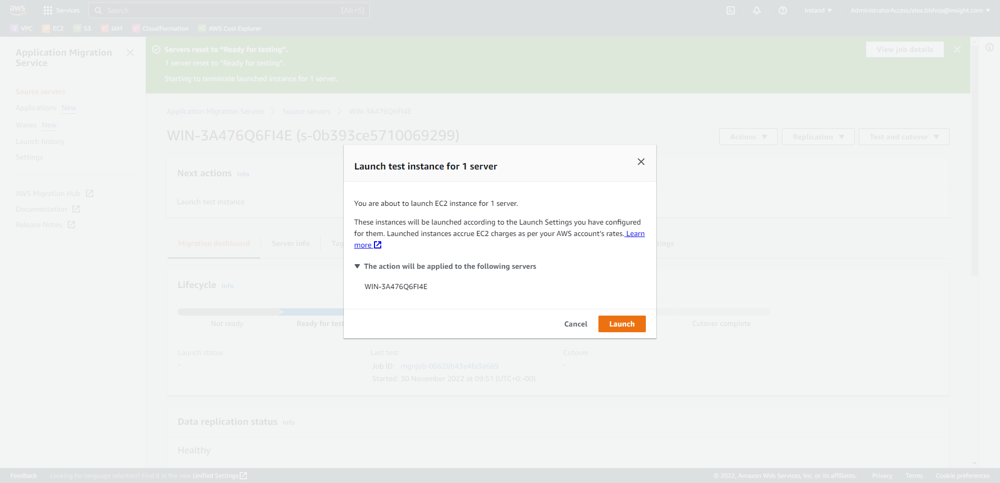 aws
Services
Search
[Alt+S]
Ireland
AdministratorAccess/alex.bishop@insight.com
VPC
EC2
S3
IAM
CloudFormation
AWS Cost Explorer
Application Migration
Service
Source servers
Applications New
Waves New
Launch history
Settings
AWS Migration Hub
Documentation
Release Notes
Servers reset to “Ready for testing”.
1 server reset to “Ready for testing”.
Starting to terminate launched instance for 1 server.
View job details
Application Migration Service
Source servers
WIN-3A476Q6FI4E
WIN-3A476Q6FI4E (s-0b393ce5710069299)
Actions
Replication
Test and cutover
Next actions Info
Launch test instance
Migration dashboard
Server info
Tag
tings
Launch test instance for 1 server
You are about to launch EC2 instance for 1 server.
These instances will be launched according to the Launch Settings you have configured
for them. Launched instances accrue EC2 charges as per your AWS account’s rates. Learn
more
The action will be applied to the following servers
WIN-3A476Q6FI4E
Cancel
Launch
Lifecycle Info
Not ready
Ready for test
Cutover complete
Launch status
-
Last test
Job ID: mgnjob-06626b43e4fa3a669
Started: 30 November 2022 at 09:51 (UTC+0:-00)
Cutover
-
Data replication status Info
Healthy
Feedback
Looking for language selection? Find it in the new Unified Settings
© 2022, Amazon Web Services, Inc. or its affiliates.
Privacy
Terms
Cookie preferences